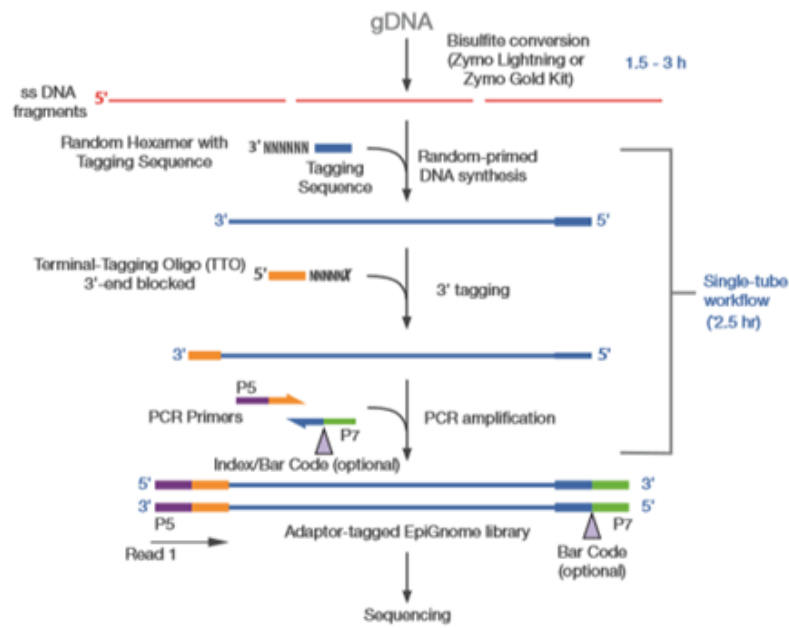 gDNA
Bisulfite conversion
(Zymo Lightning or
Zymo Gold Kit)
1.5 - 3 h
ss DNA
fragments
5'
Random Hexamer with
Tagging Sequence
3' NNNNNN
Tagging
Sequence
Random-primed
DNA synthesis
3'
5'
Terminal-Tagging Oligo (TTO)
3'-end blocked
5'
NNNNNX
3' tagging
Single-tube
workflow
(~2.5 hr)
3'
5'
P5
PCR Primers
P7
PCR amplification
Index/Bar Code (optional)
5'
3'
3'
5'
P5
P7
Adaptor-tagged EpiGnome library
Read 1
Bar Code
(optional)
Sequencing